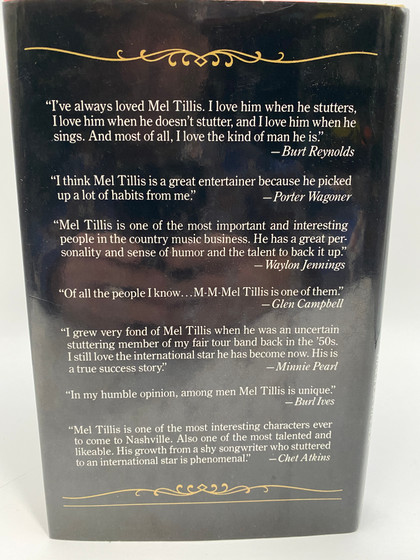 “I’ve always loved Mel Tillis. I love him when he stutters,
I love him when he doesn’t stutter, and I love him when he
sings. And most of all, I love the kind of man he is.”
—Burt Reynolds
“I think Mel Tillis is a great entertainer because he picked
up a lot of habits from me.” —Porter Wagoner
“Mel Tillis is one of the most important and interesting
people in the country music business. He has a great per-
sonality and sense of humor and the talent to back it up.”
—Waylon Jennings
“Of all the people I know...M-M-Mel Tillis is one of them.”
—Glen Campbell
“I grew very fond of Mel Tillis when he was an uncertain
stuttering member of my fair tour band back in the ’50s.
I still love the international star he has become now. His is
a true success story.” —Minnie Pearl
“In my humble opinion, among men Mel Tillis is unique.”
—Burl Ives
“Mel Tillis is one of the most interesting characters ever
to come to Nashville. Also one of the most talented and
likeable. His growth from a shy songwriter who stuttered
to an international star is phenomenal.” —Chet Atkins